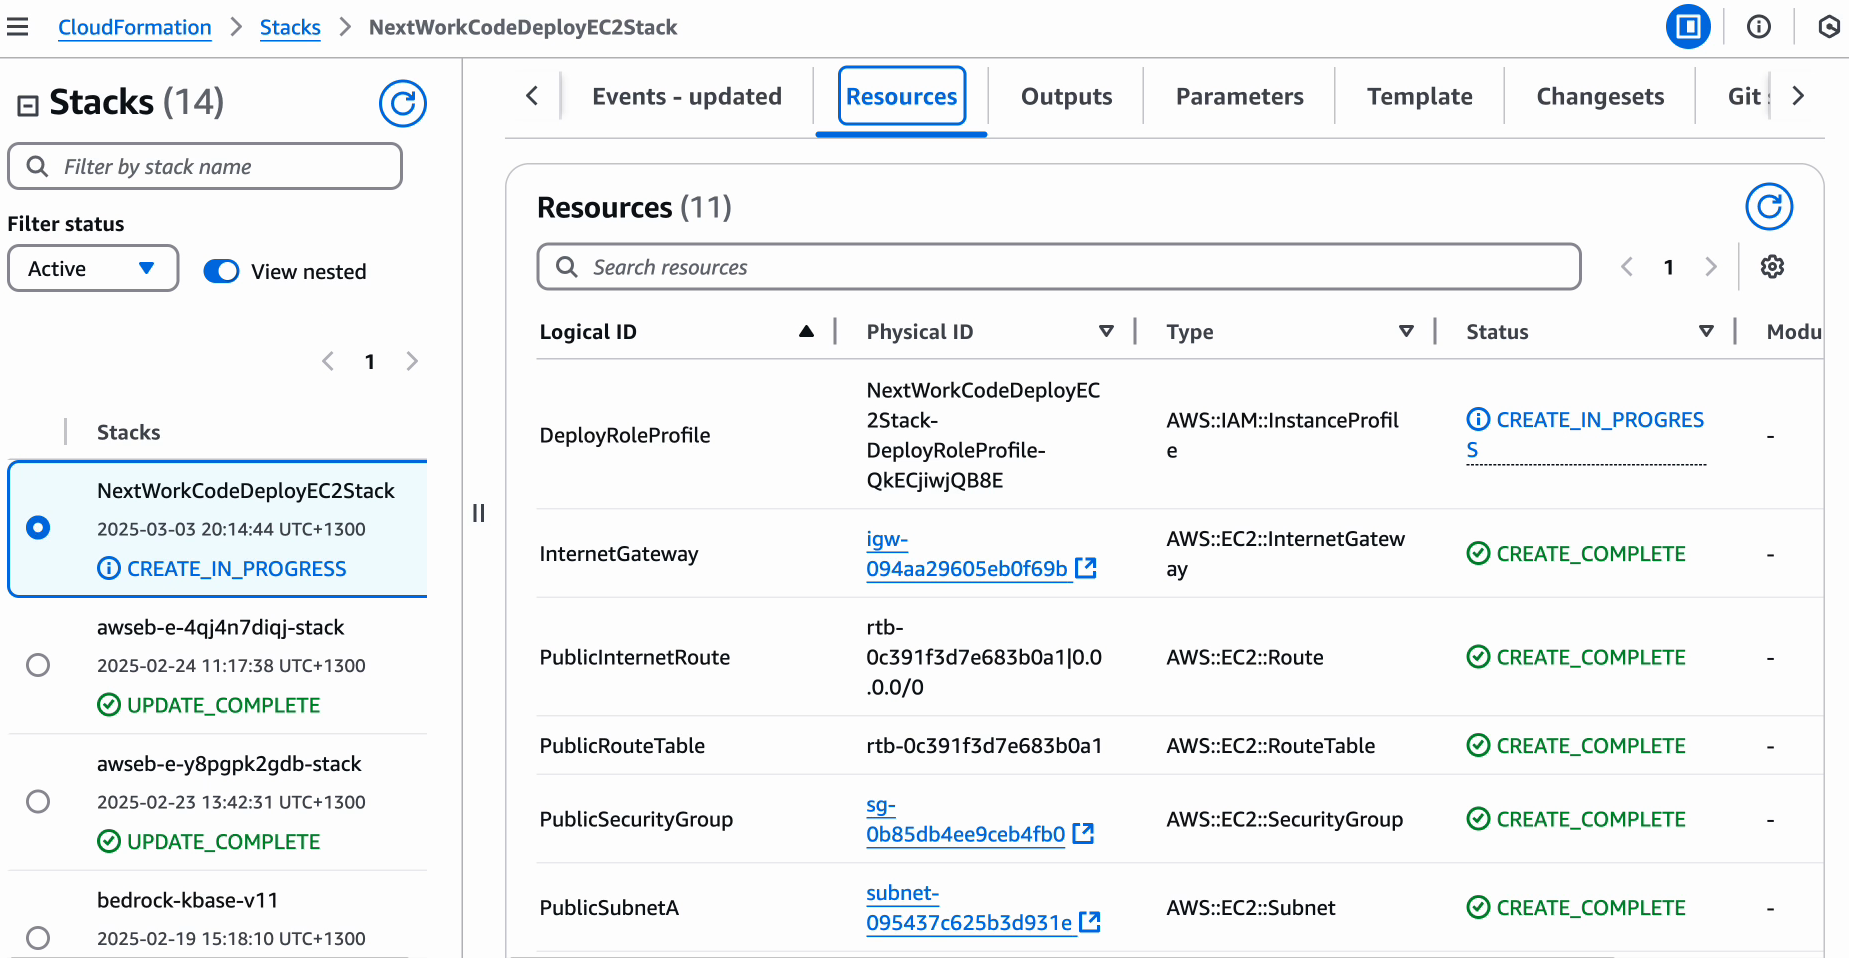 CloudFormation > Stacks > NextWorkCodeDeployEC2Stack
Stacks (14)
Filter by stack name
Filter status
Active
View nested
1
Stacks
NextWorkCodeDeployEC2Stack
2025-03-03 20:14:44 UTC+1300
CREATE_IN_PROGRESS
awseb-e-4qj4n7diqj-stack
2025-02-24 11:17:38 UTC+1300
UPDATE_COMPLETE
awseb-e-y8pgpk2gdb-stack
2025-02-23 13:42:31 UTC+1300
UPDATE_COMPLETE
bedrock-kbase-v11
2025-02-19 15:18:10 UTC+1300
Events - updated
Resources
Outputs
Parameters
Template
Changesets
Git
Resources (11)
Search resources
1
Logical ID
Physical ID
Type
Status
Modu
DeployRoleProfile
NextWorkCodeDeployEC
2Stack-
DeployRoleProfile-
QkECjiwjQB8E
AWS::IAM::InstanceProfil
e
CREATE_IN_PROGRES
S
-
InternetGateway
igw-
094aa29605eb0f69b
AWS::EC2::InternetGatew
ay
CREATE_COMPLETE
-
PublicInternetRoute
rtb-
0c391f3d7e683b0a1|0.0
.0.0/0
AWS::EC2::Route
CREATE_COMPLETE
-
PublicRouteTable
rtb-0c391f3d7e683b0a1
AWS::EC2::RouteTable
CREATE_COMPLETE
-
PublicSecurityGroup
sg-
0b85db4ee9ceb4fb0
AWS::EC2::SecurityGroup
CREATE_COMPLETE
-
PublicSubnetA
subnet-
095437c625b3d931e
AWS::EC2::Subnet
CREATE_COMPLETE
-